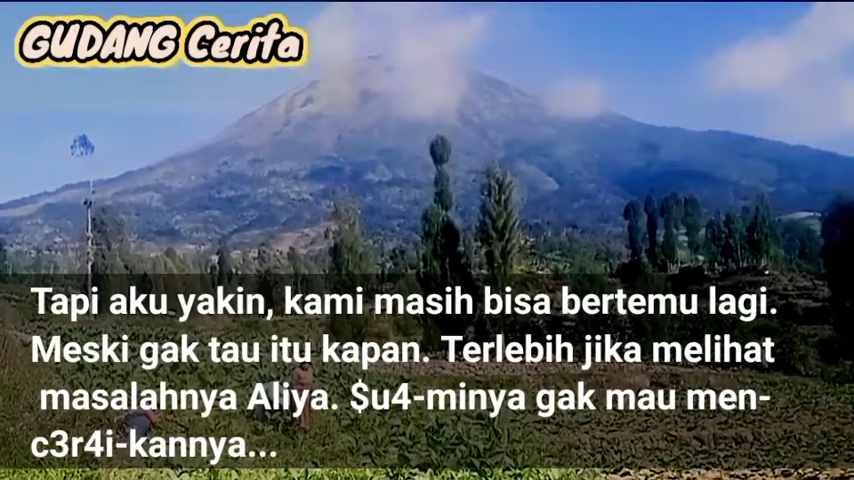 GUDANG Cerita
Tapi aku yakin, kami masih bisa bertemu lagi.
Meski gak tau itu kapan. Terlebih jika melihat
masalahnya Aliya. $u4-minya gak mau men-
c3r4i-kannya...